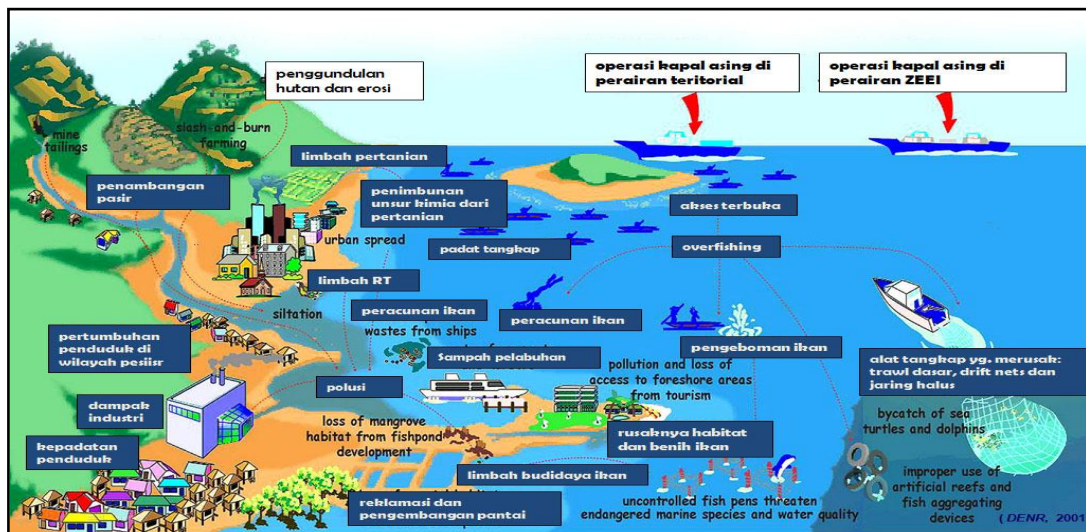 operasi kapal asing di
perairan teritorial
operasi kapal asing di
perairan ZEEI
penggundulan
hutan dan erosi
mine
tailings
slash-and-burn
farming
limbah pertanian
penambangan
pasir
penimbunan
unsur kimia dari
pertanian
akses terbuka
urban spread
padat tangkap
overfishing
limbah RT
siltation
peracunan ikan
wastes from ships
peracunan ikan
pengeboman ikan
pertumbuhan
penduduk di
wilayah pesiisr
Sampah pelabuhan
pollution and loss of
access to foreshore areas
from tourism
alat tangkap yg. merusak:
trawl dasar, drift nets dan
jaring halus
polusi
dampak
industri
loss of mangrove
habitat from fishpond
development
bycatch of sea
turtles and dolphins
rusaknya habitat
dan benih ikan
kepadatan
penduduk
limbah budidaya ikan
improper use of
artificial reefs and
fish aggregating
devices
reklamasi dan
pengembangan pantai
uncontrolled fish pens threaten
endangered marine species and water quality
(DENR, 2001